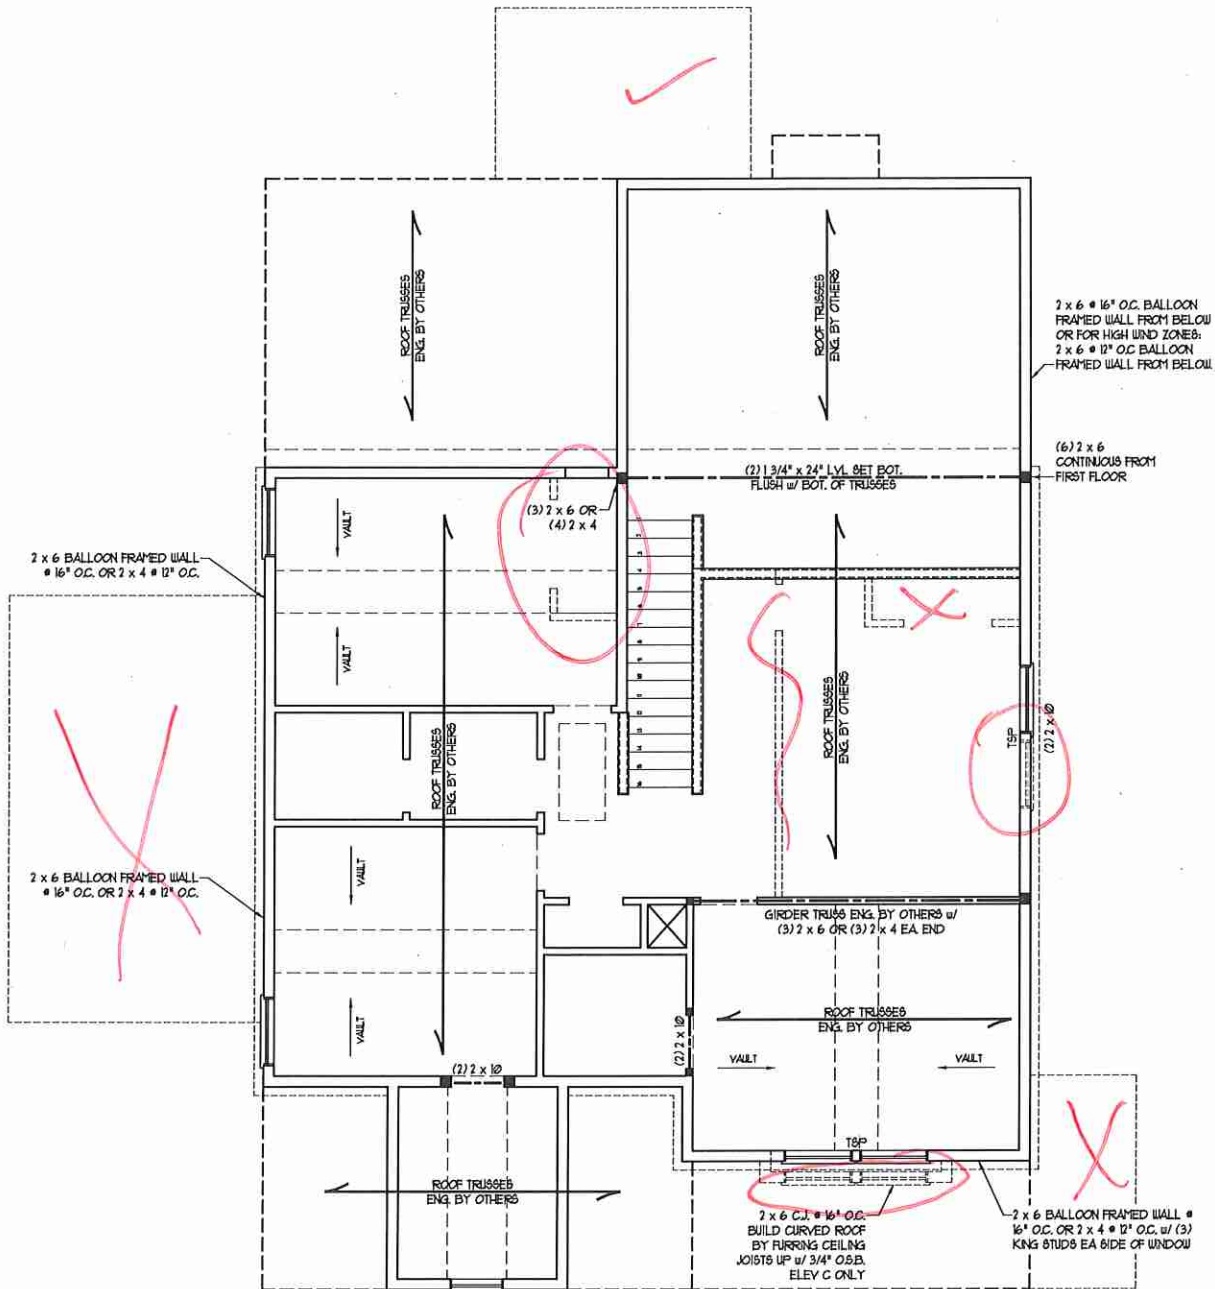 ROOF TRUSSES
ENG. BY OTHERS
ROOF TRUSSES
ENG. BY OTHERS
2 x 6 @ 16" O.C. BALLOON
FRAMED WALL FROM BELOW
OR FOR HIGH WIND ZONES:
2 x 6 @ 12" O.C BALLOON
FRAMED WALL FROM BELOW
(6) 2 x 6
CONTINUOUS FROM
FIRST FLOOR
(2) 1 3/4" x 24" LVL SET BOT.
FLUSH w/ BOT. OF TRUSSES
(3) 2 x 6 OR
(4) 2 x 4
VAULT
2 x 6 BALLOON FRAMED WALL
@ 16" O.C. OR 2 x 4 @ 12" O.C.
VAULT
ROOF TRUSSES
ENG. BY OTHERS
ROOF TRUSSES
ENG. BY OTHERS
TSP
(2) 2 x 10
2 x 6 BALLOON FRAMED WALL
@ 16" O.C. OR 2 x 4 @ 12" O.C.
VAULT
GIRDER TRUSS ENG. BY OTHERS w/
(3) 2 x 6 OR (3) 2 x 4 EA. END
VAULT
ROOF TRUSSES
ENG. BY OTHERS
(2) 2 x 10
VAULT
VAULT
(2) 2 x 10
TSP
ROOF TRUSSES
ENG. BY OTHERS
2 x 6 C.J. @ 16" O.C.
BUILD CURVED ROOF
BY FURRING CEILING
JOISTS UP w/ 3/4" O.S.B.
ELEV C ONLY
2 x 6 BALLOON FRAMED WALL @
16" O.C. OR 2 x 4 @ 12" O.C. w/ (3)
KING STUDS EA SIDE OF WINDOW